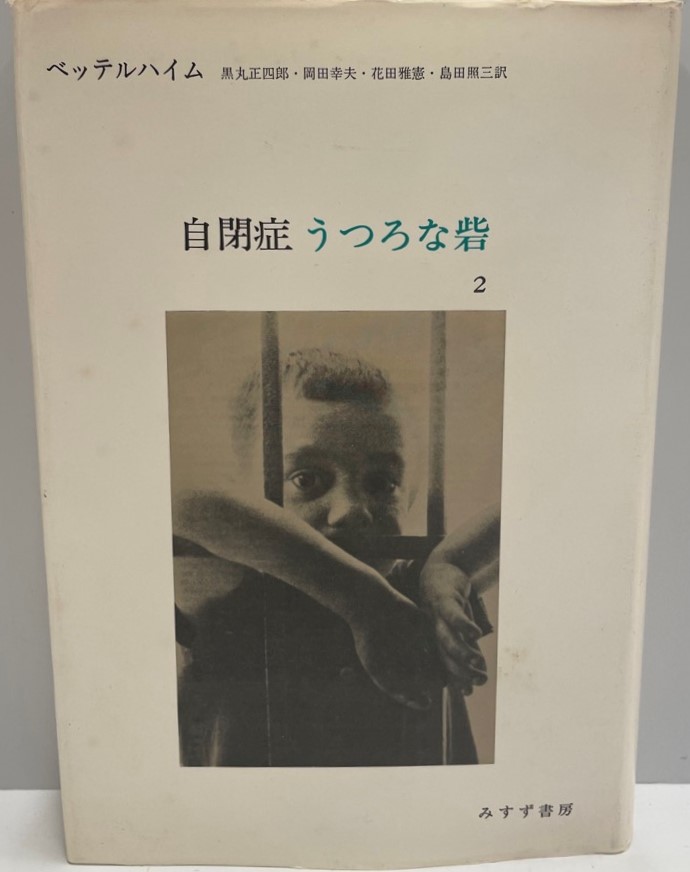 ベッテルハイム 黒丸正四郎・岡田幸夫・花田雅憲・島田照三訳
自閉症 うつろな砦
2
みすず書房